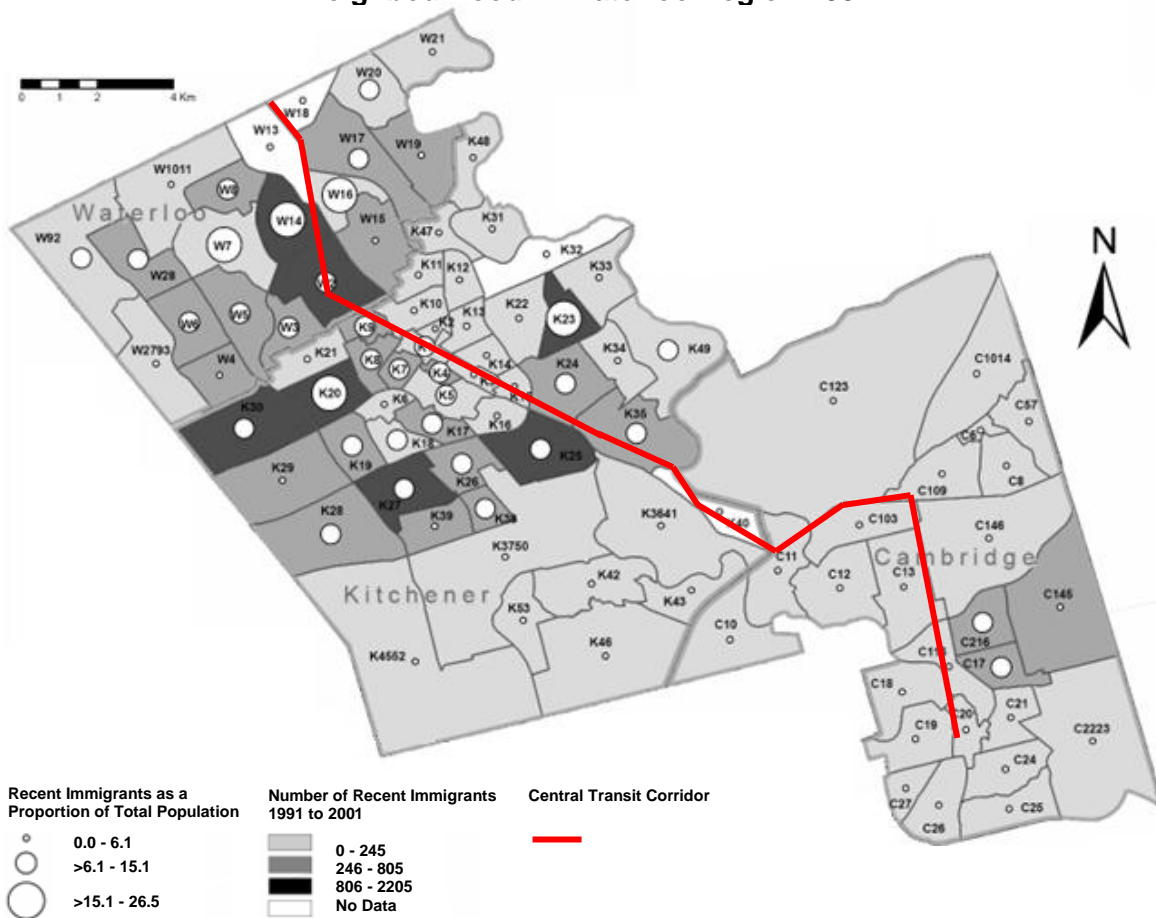 0 1 2 4 Km
N
Waterloo
Kitchener
Cambridge
W21
W20
W18
W13
W17
W19
K48
W1011
W8
W16
W14
W7
W15
K47
K31
W92
W28
K32
K11
K12
K33
W6
W5
W3
K10
K2
K13
K22
K23
K9
W2793
W4
K21
K8
K7
K4
K14
K24
K34
K49
K20
K30
K6
K5
K16
K35
K18
K17
K25
K19
K29
K26
K27
K28
K39
K38
K3641
K40
K3750
K42
K43
K53
K46
K4552
C123
C1014
C57
C6
C8
C109
C103
C146
C11
C12
C13
C10
C145
C216
C17
C18
C19
C20
C21
C2223
C24
C25
C26
C27
Recent Immigrants as a
Proportion of Total Population
0.0 - 6.1
>6.1 - 15.1
>15.1 - 26.5
Number of Recent Immigrants
1991 to 2001
0 - 245
246 - 805
806 - 2205
No Data
Central Transit Corridor